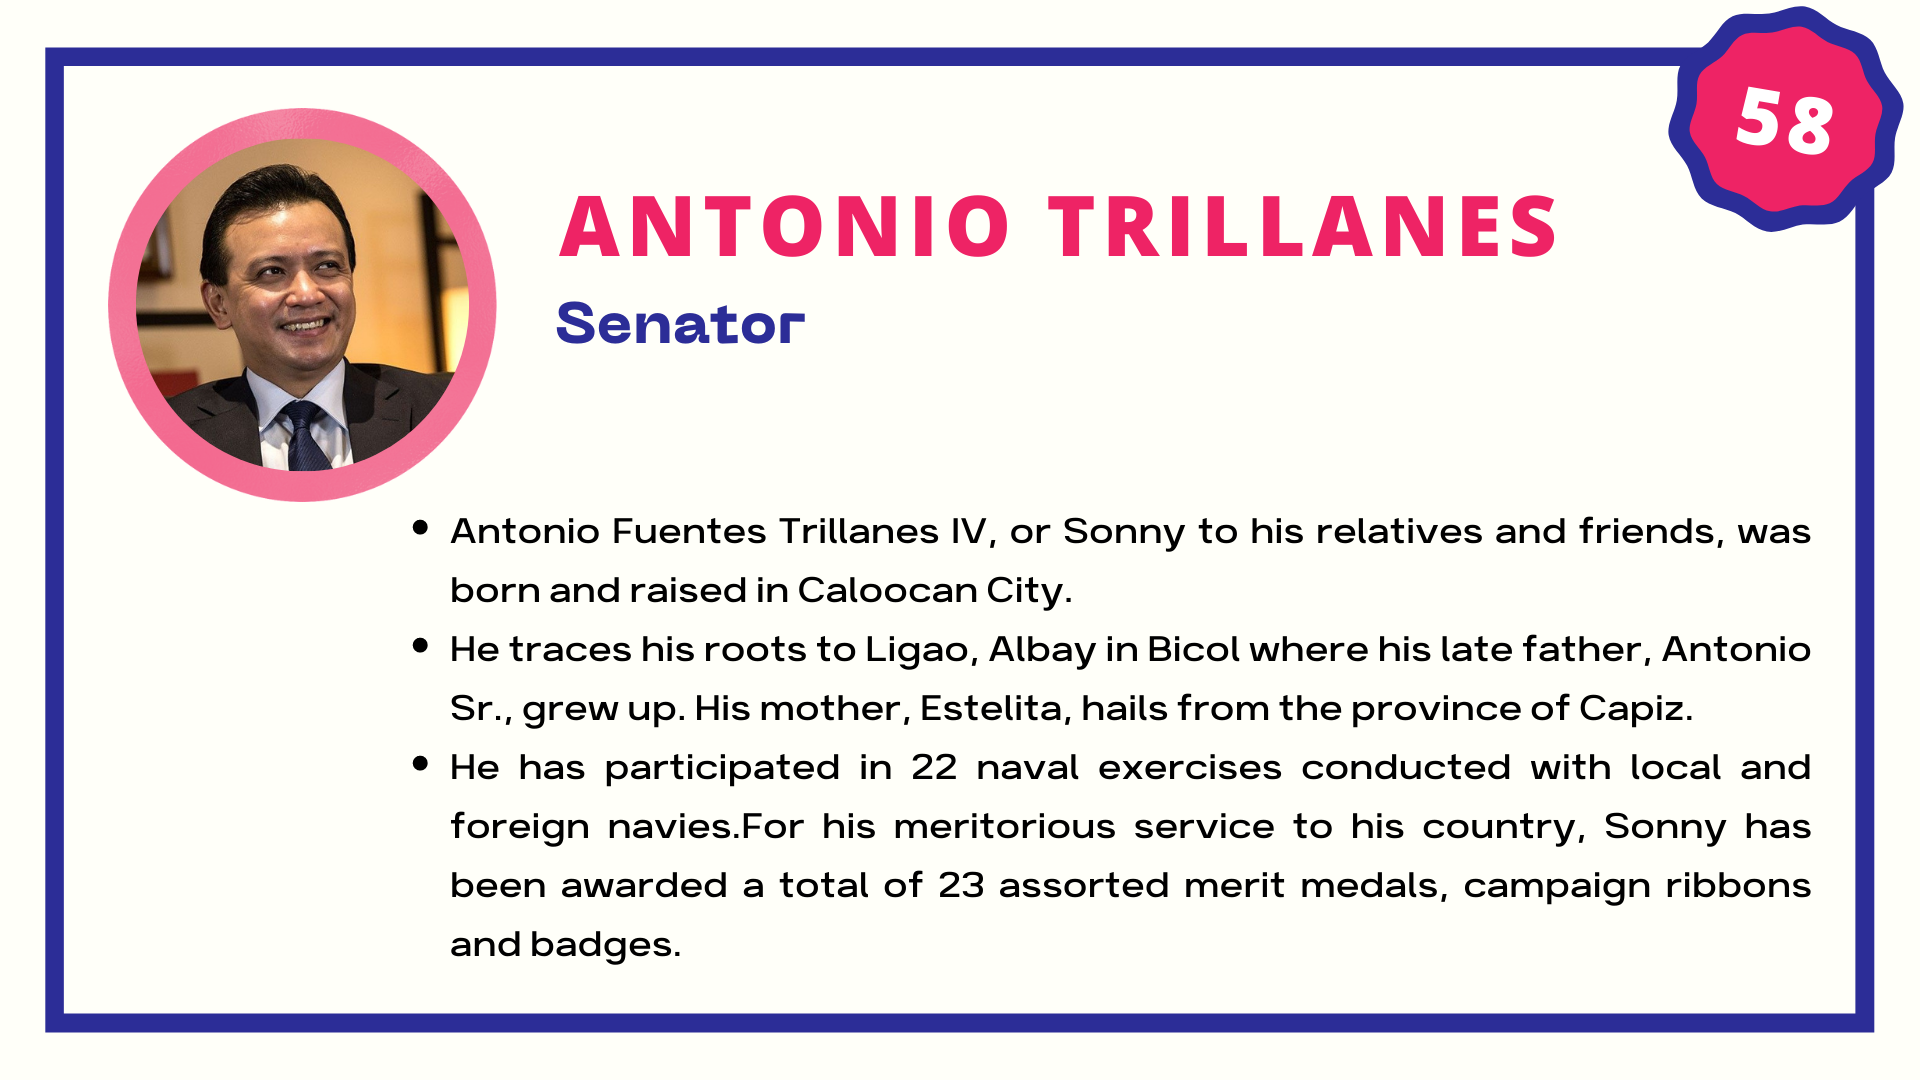 58
ANTONIO TRILLANES
Senator
• Antonio Fuentes Trillanes IV, or Sonny to his relatives and friends, was
born and raised in Caloocan City.
• He traces his roots to Ligao, Albay in Bicol where his late father, Antonio
Sr., grew up. His mother, Estelita, hails from the province of Capiz.
• He has participated in 22 naval exercises conducted with local and
foreign navies.For his meritorious service to his country, Sonny has
been awarded a total of 23 assorted merit medals, campaign ribbons
and badges.